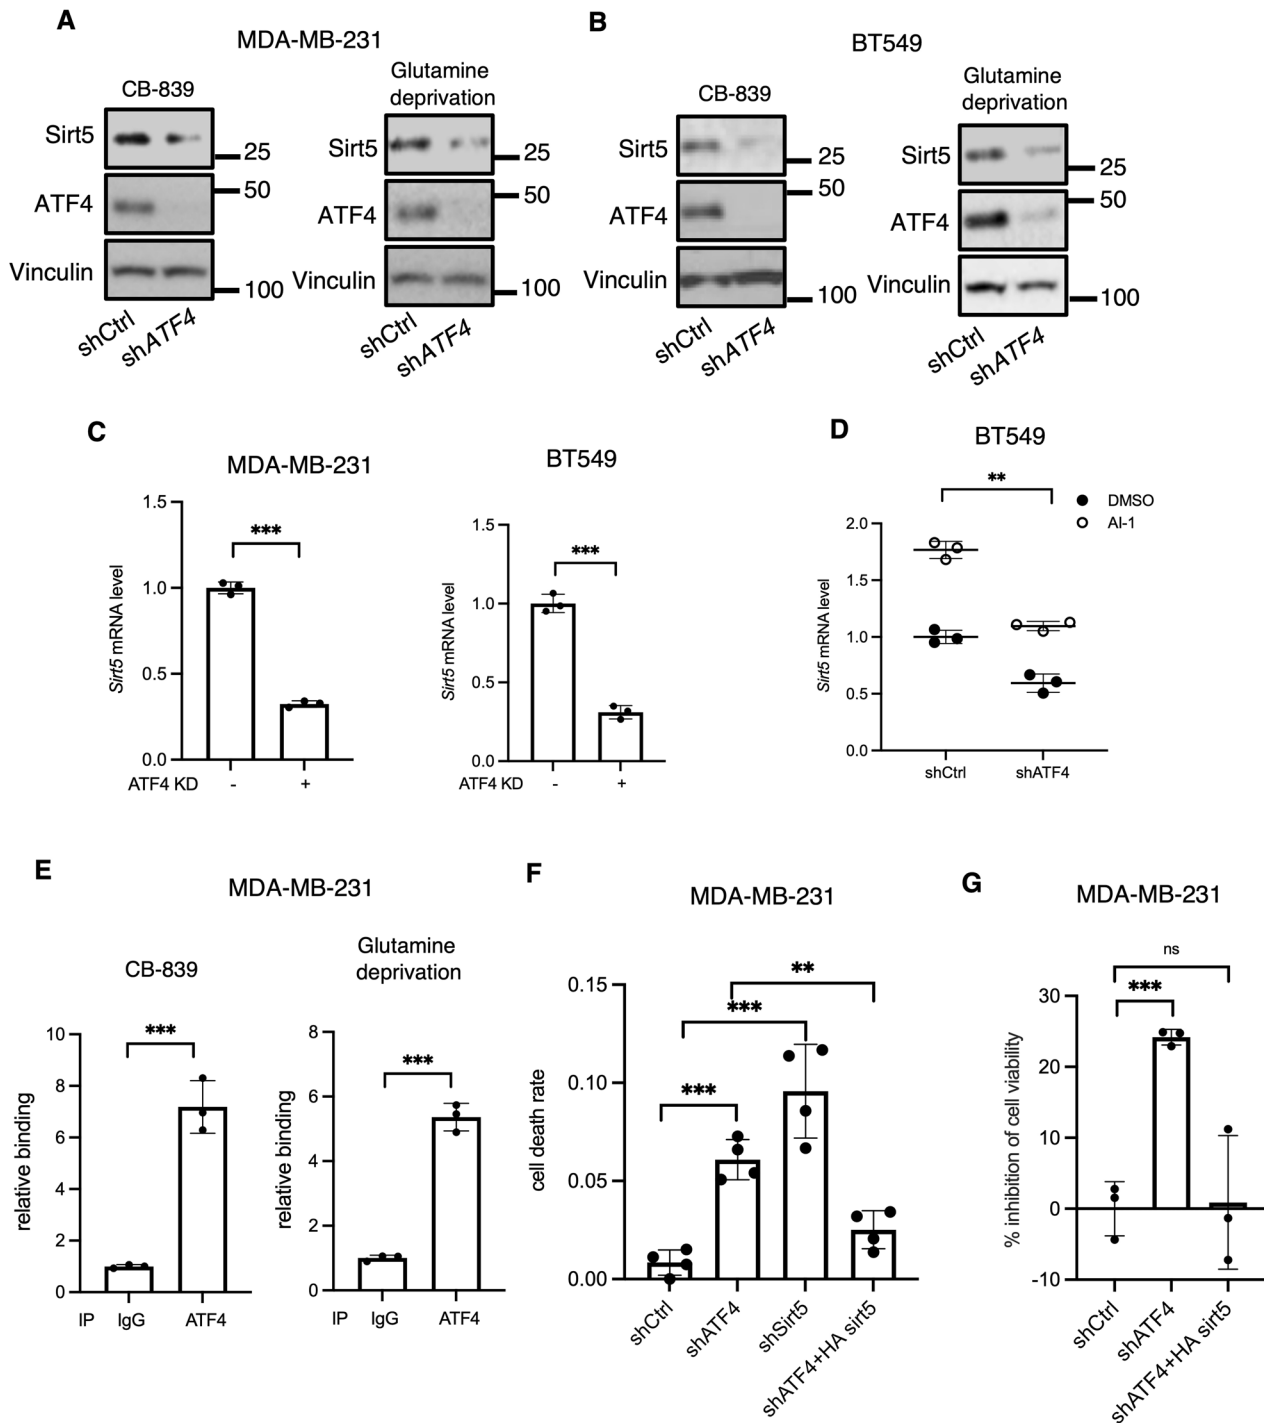 A
MDA-MB-231
CB-839
Glutamine
deprivation
Sirt5
25
ATF4
50
Vinculin
100
shCtrl
shATF4
Sirt5
25
ATF4
50
Vinculin
100
shCtrl
shATF4
B
BT549
CB-839
Glutamine
deprivation
Sirt5
25
ATF4
50
Vinculin
100
shCtrl
shATF4
Sirt5
25
ATF4
50
Vinculin
100
shCtrl
shATF4
C
MDA-MB-231
Sirt5 mRNA level
1.5
1.0
0.5
0.0
***
ATF4 KD - +
BT549
Sirt5 mRNA level
1.5
1.0
0.5
0.0
***
ATF4 KD - +
D
BT549
**
DMSO
AI-1
Sirt5 mRNA level
2.0
1.5
1.0
0.5
0.0
shCtrl shATF4
E
MDA-MB-231
CB-839
relative binding
10
8
6
4
2
0
***
IP IgG ATF4
Glutamine
deprivation
relative binding
8
6
4
2
0
***
IP IgG ATF4
F
MDA-MB-231
cell death rate
0.15
0.10
0.05
0.00
**
***
***
shCtrl
shATF4
shSirt5
shATF4+HA sirt5
G
MDA-MB-231
% inhibition of cell viability
30
20
10
0
-10
ns
***
shCtrl
shATF4
shATF4+HA sirt5